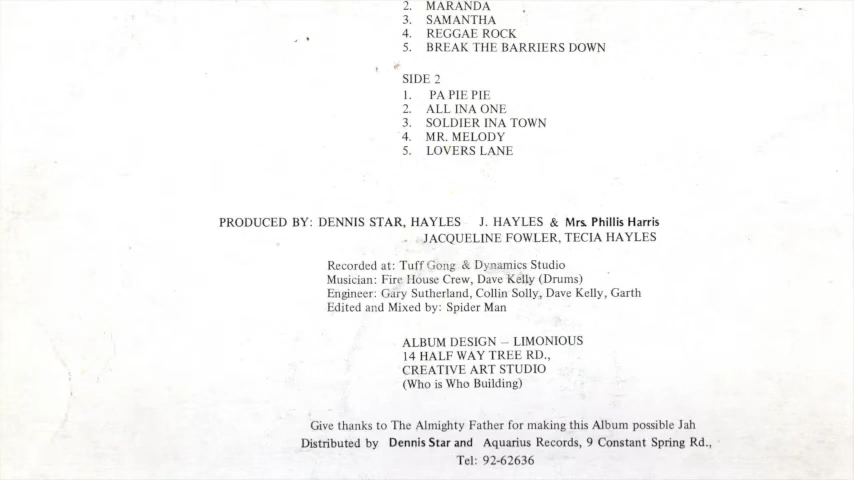 2. MARANDA
3. SAMANTHA
4. REGGAE ROCK
5. BREAK THE BARRIERS DOWN
SIDE 2
1. PA PIE PIE
2. ALL INA ONE
3. SOLDIER INA TOWN
4. MR. MELODY
5. LOVERS LANE
PRODUCED BY: DENNIS STAR, HAYLES J. HAYLES & Mrs. Phillis Harris
JACQUELINE FOWLER, TECIA HAYLES
Recorded at: Tuff Gong & Dynamics Studio
Musician: Fire House Crew, Dave Kelly (Drums)
Engineer: Gary Sutherland, Collin Solly, Dave Kelly, Garth
Edited and Mixed by: Spider Man
ALBUM DESIGN – LIMONIOUS
14 HALF WAY TREE RD.,
CREATIVE ART STUDIO
(Who is Who Building)
Give thanks to The Almighty Father for making this Album possible Jah
Distributed by Dennis Star and Aquarius Records, 9 Constant Spring Rd.,
Tel: 92-62636